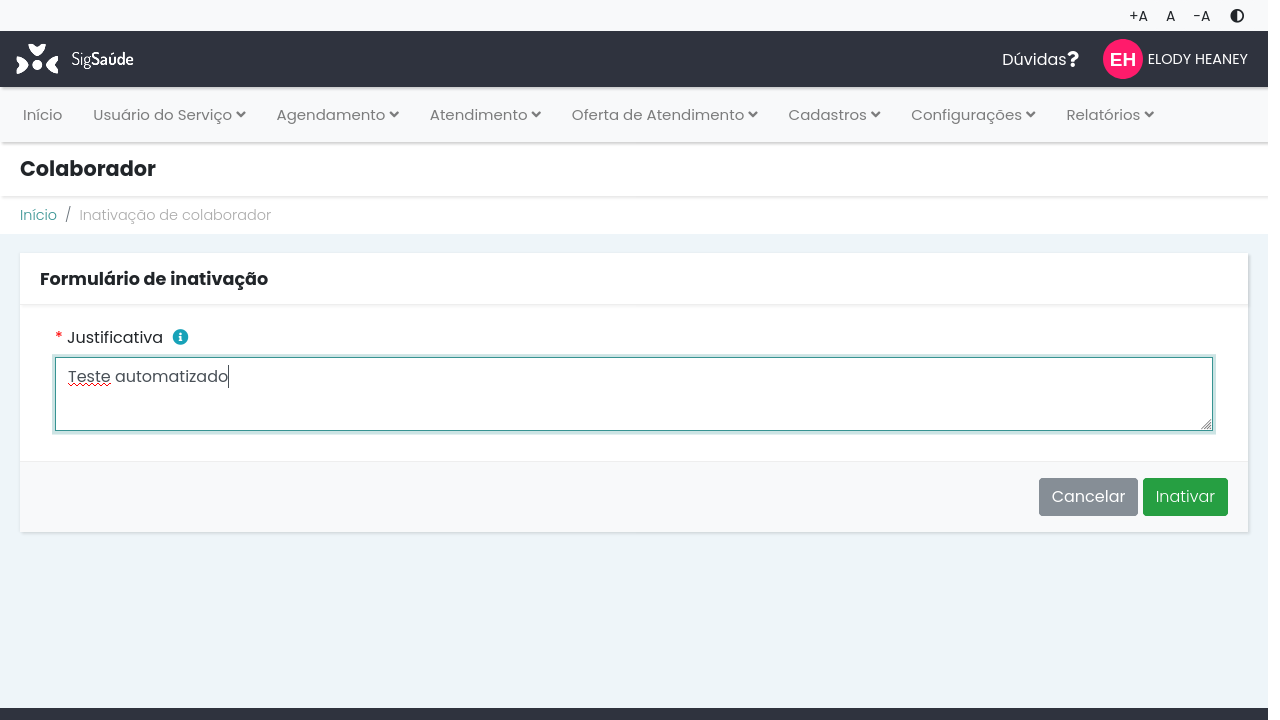 +A A -A
SigSaúde Dúvidas? EH ELODY HEANEY
Início Usuário do Serviço Agendamento Atendimento Oferta de Atendimento Cadastros Configurações Relatórios
Colaborador
Início / Inativação de colaborador
Formulário de inativação
* Justificativa
Teste automatizado
Cancelar Inativar